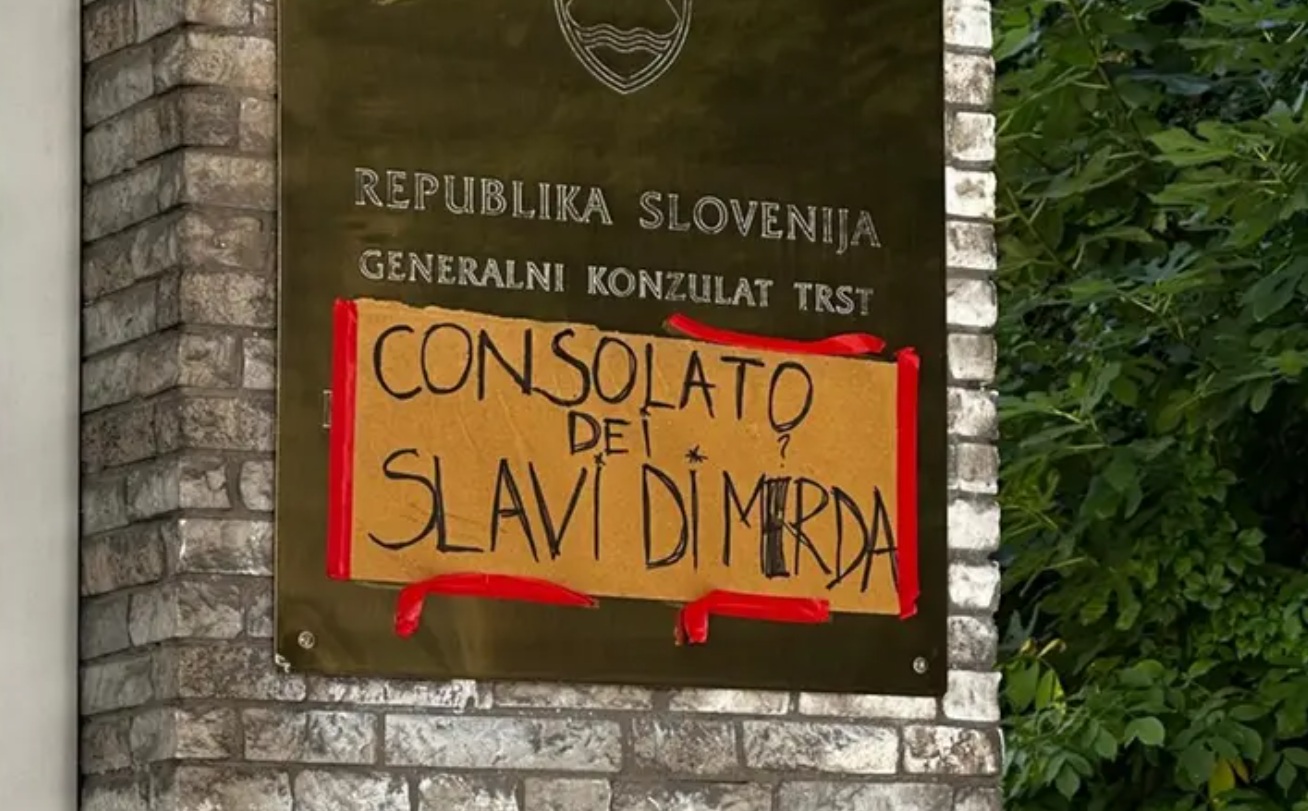 REPUBLIKA SLOVENIJA
GENERALNI KONZULAT TRST
CONSOLATO
DEI ?
SLAVI DI* MERDA